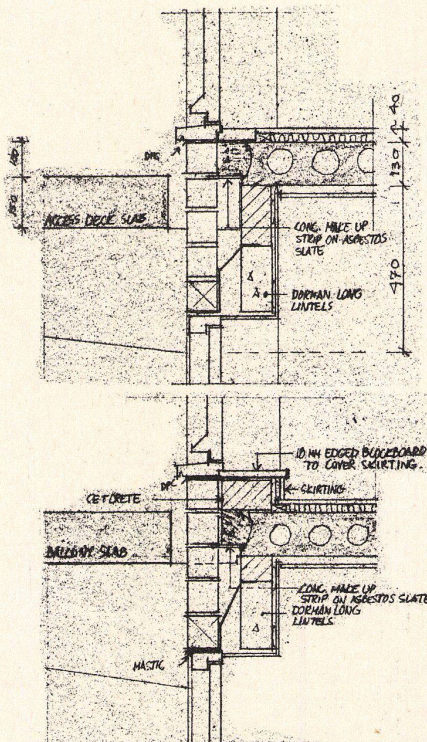 40
DPC
130
ACCESS DECK SLAB
CONC. MAKE UP
STRIP ON ASBESTOS
SLATE
470
DORMAN LONG
LINTELS
18 MM EDGED BLOCKBOARD
TO COVER SKIRTING.
DPC
SKIRTING
CETCRETE
BALCONY SLAB
CONC. MAKE UP
STRIP ON ASBESTOS SLATE
DORMAN LONG
LINTELS
MASTIC